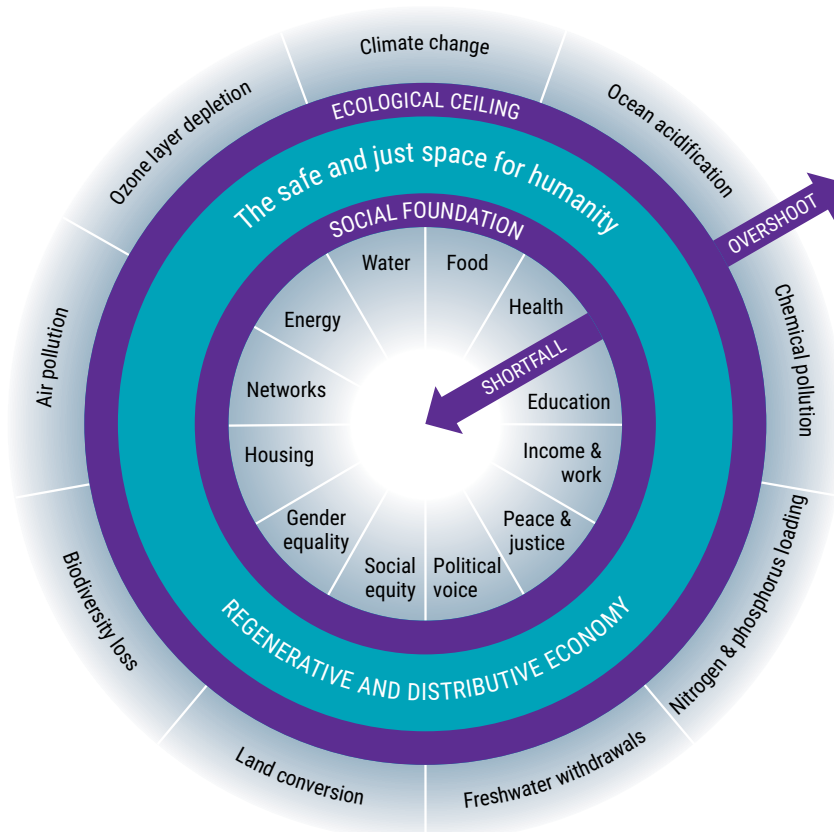 Climate change
Ozone layer depletion
Ocean acidification
ECOLOGICAL CEILING
The safe and just space for humanity
OVERSHOOT
SOCIAL FOUNDATION
Water
Food
Energy
Health
SHORTFALL
Air pollution
Chemical pollution
Networks
Education
Housing
Income &
work
Gender
equality
Peace &
justice
Social
equity
Political
voice
REGENERATIVE AND DISTRIBUTIVE ECONOMY
Biodiversity loss
Nitrogen & phosphorus loading
Land conversion
Freshwater withdrawals